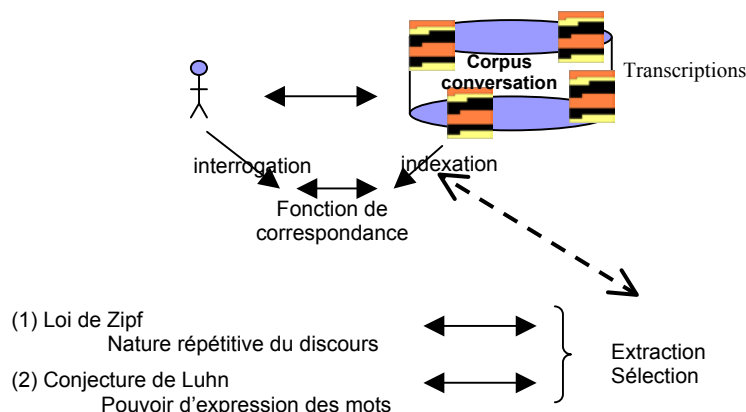 Corpus
conversation
Transcriptions
interrogation
indexation
Fonction de
correspondance
(1) Loi de Zipf
Nature répétitive du discours
(2) Conjecture de Luhn
Pouvoir d'expression des mots
Extraction
Sélection